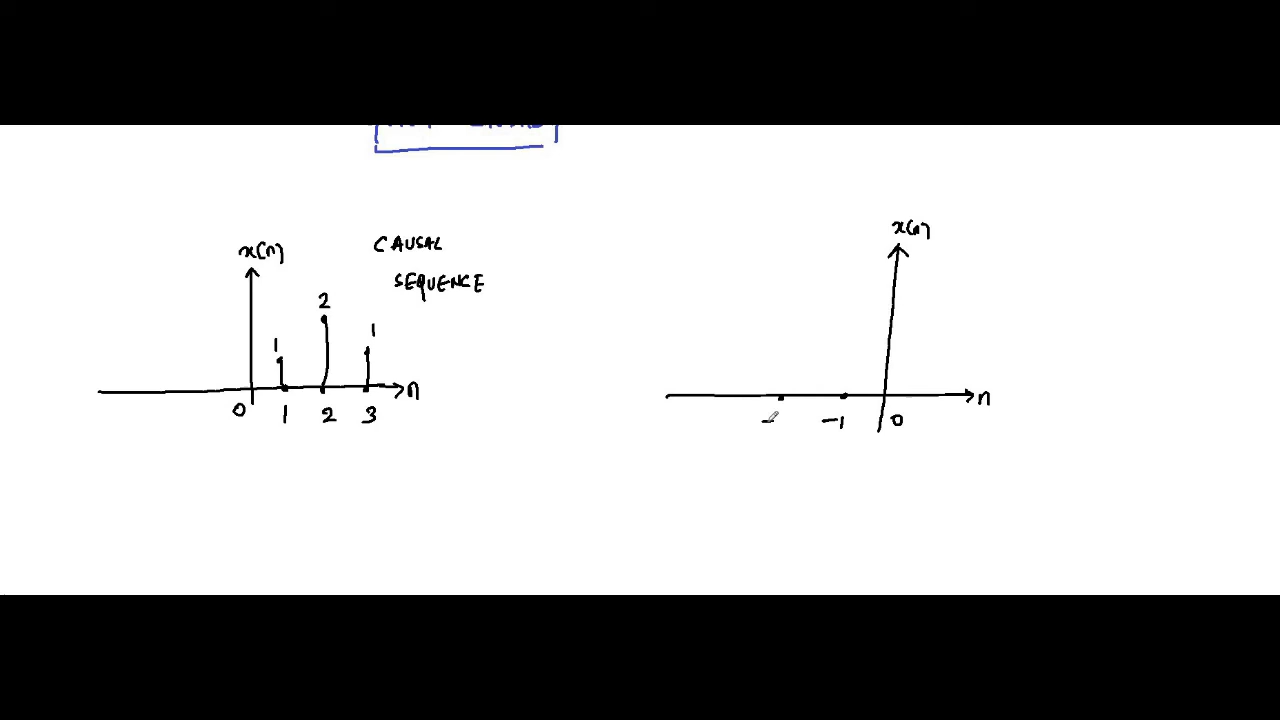 x(n)
CAUSAL
SEQUENCE
2
1
1
n
0
1 2 3
x(n)
n
-1 0